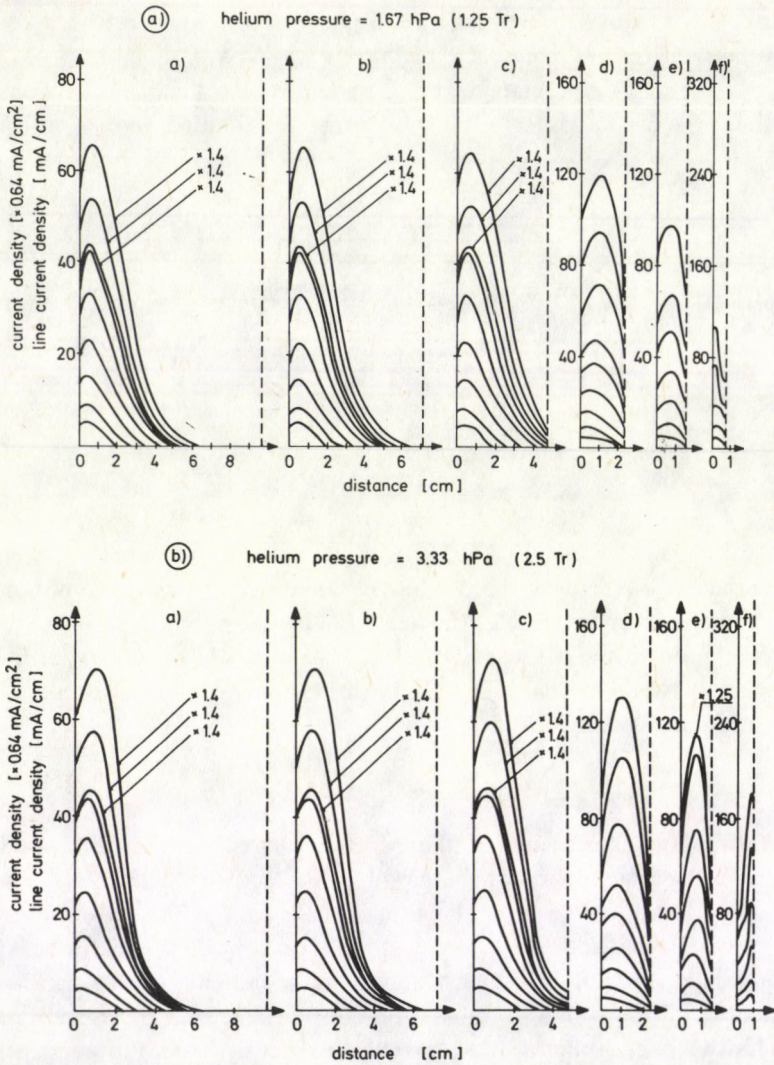 a) helium pressure = 1.67 hPa (1.25 Tr)
current density [×0.64 mA/cm2]
line current density [mA/cm]
a) b) c) d) e) f)
80 60 40 20
×1.4
×1.4
×1.4
×1.4
×1.4
×1.4
×1.4
×1.4
×1.4
160 120 80 40
160 120 80 40
320 240 160 80
0 2 4 6 8
0 2 4 6
0 2 4
0 1 2
0 1
0 1
distance [cm]
b) helium pressure = 3.33 hPa (2.5 Tr)
current density [×0.64 mA/cm2]
line current density [mA/cm]
a) b) c) d) e) f)
80 60 40 20
×1.4
×1.4
×1.4
×1.4
×1.4
×1.4
×1.4
×1.4
×1.4
160 120 80 40
160 120 80 40
1.25
320 240 160 80
0 2 4 6 8
0 2 4 6
0 2 4
0 1 2
0 1
0 1
distance [cm]